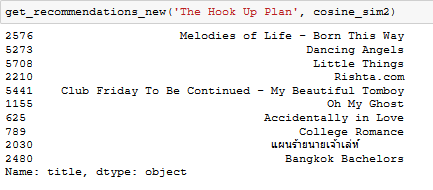 get_recommendations_new('The Hook Up Plan', cosine_sim2)
2576 Melodies of Life - Born This Way
5273 Dancing Angels
5708 Little Things
2210 Rishta.com
5441 Club Friday To Be Continued - My Beautiful Tomboy
1155 Oh My Ghost
625 Accidentally in Love
789 College Romance
2030 แผนร้ายนายเจ้าเล่ห์
2480 Bangkok Bachelors
Name: title, dtype: object